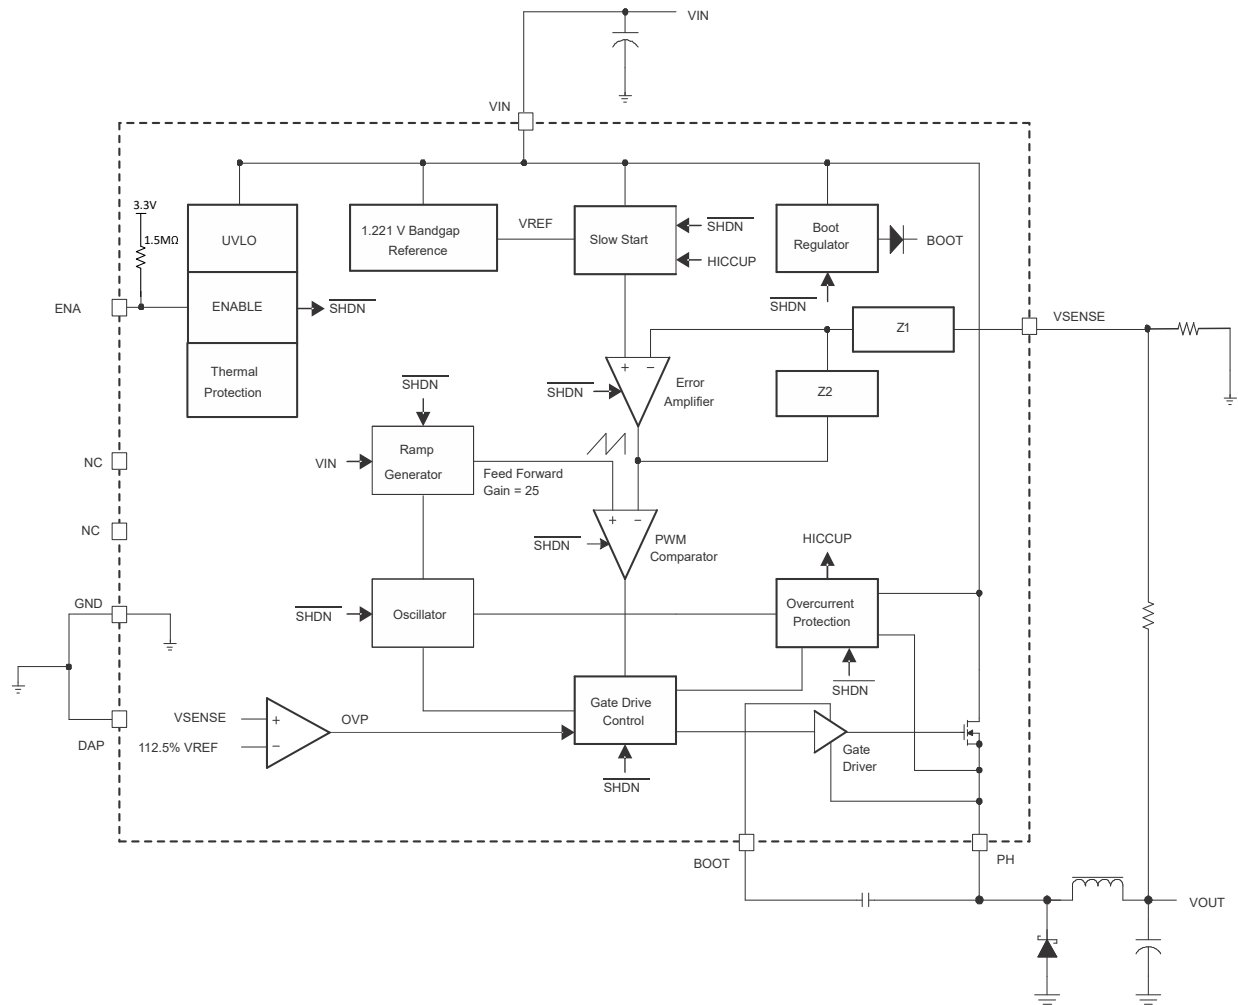 VIN
VIN
3.3V
1.5MΩ
UVLO
1.221 V Bandgap
Reference
VREF
Slow Start
SHDN
HICCUP
Boot
Regulator
BOOT
SHDN
ENA
ENABLE
SHDN
Z1
VSENSE
Thermal
Protection
SHDN
SHDN
+
−
Error
Amplifier
Z2
NC
VIN
Ramp
Generator
Feed Forward
Gain = 25
NC
SHDN
+
−
PWM
Comparator
HICCUP
GND
SHDN
Oscillator
Overcurrent
Protection
SHDN
DAP
VSENSE
112.5% VREF
+
−
OVP
Gate Drive
Control
SHDN
Gate
Driver
BOOT
PH
VOUT